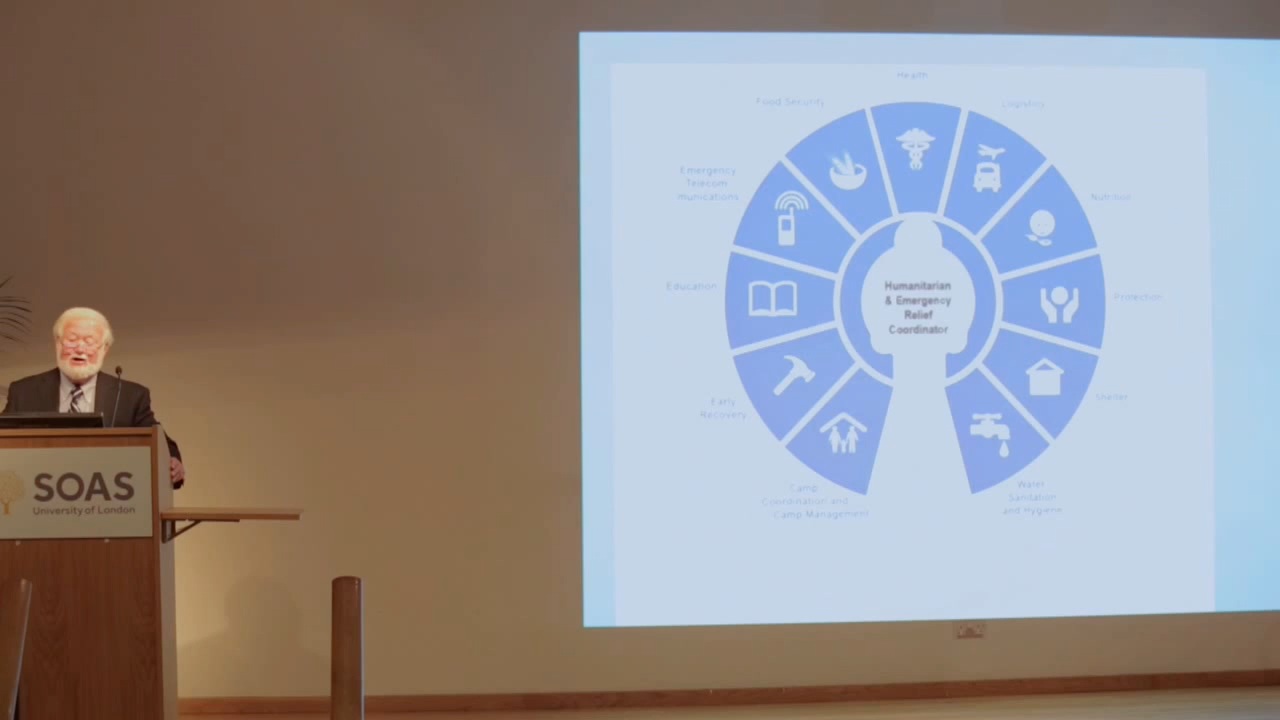 SOAS
University of London
Health
Food Security
Logistics
Emergency
Telecom
munications
Nutrition
Education
Protection
Humanitarian
& Emergency
Relief
Coordinator
Early
Recovery
Shelter
Camp
Coordination and
Camp Management
Water
Sanitation
and Hygiene